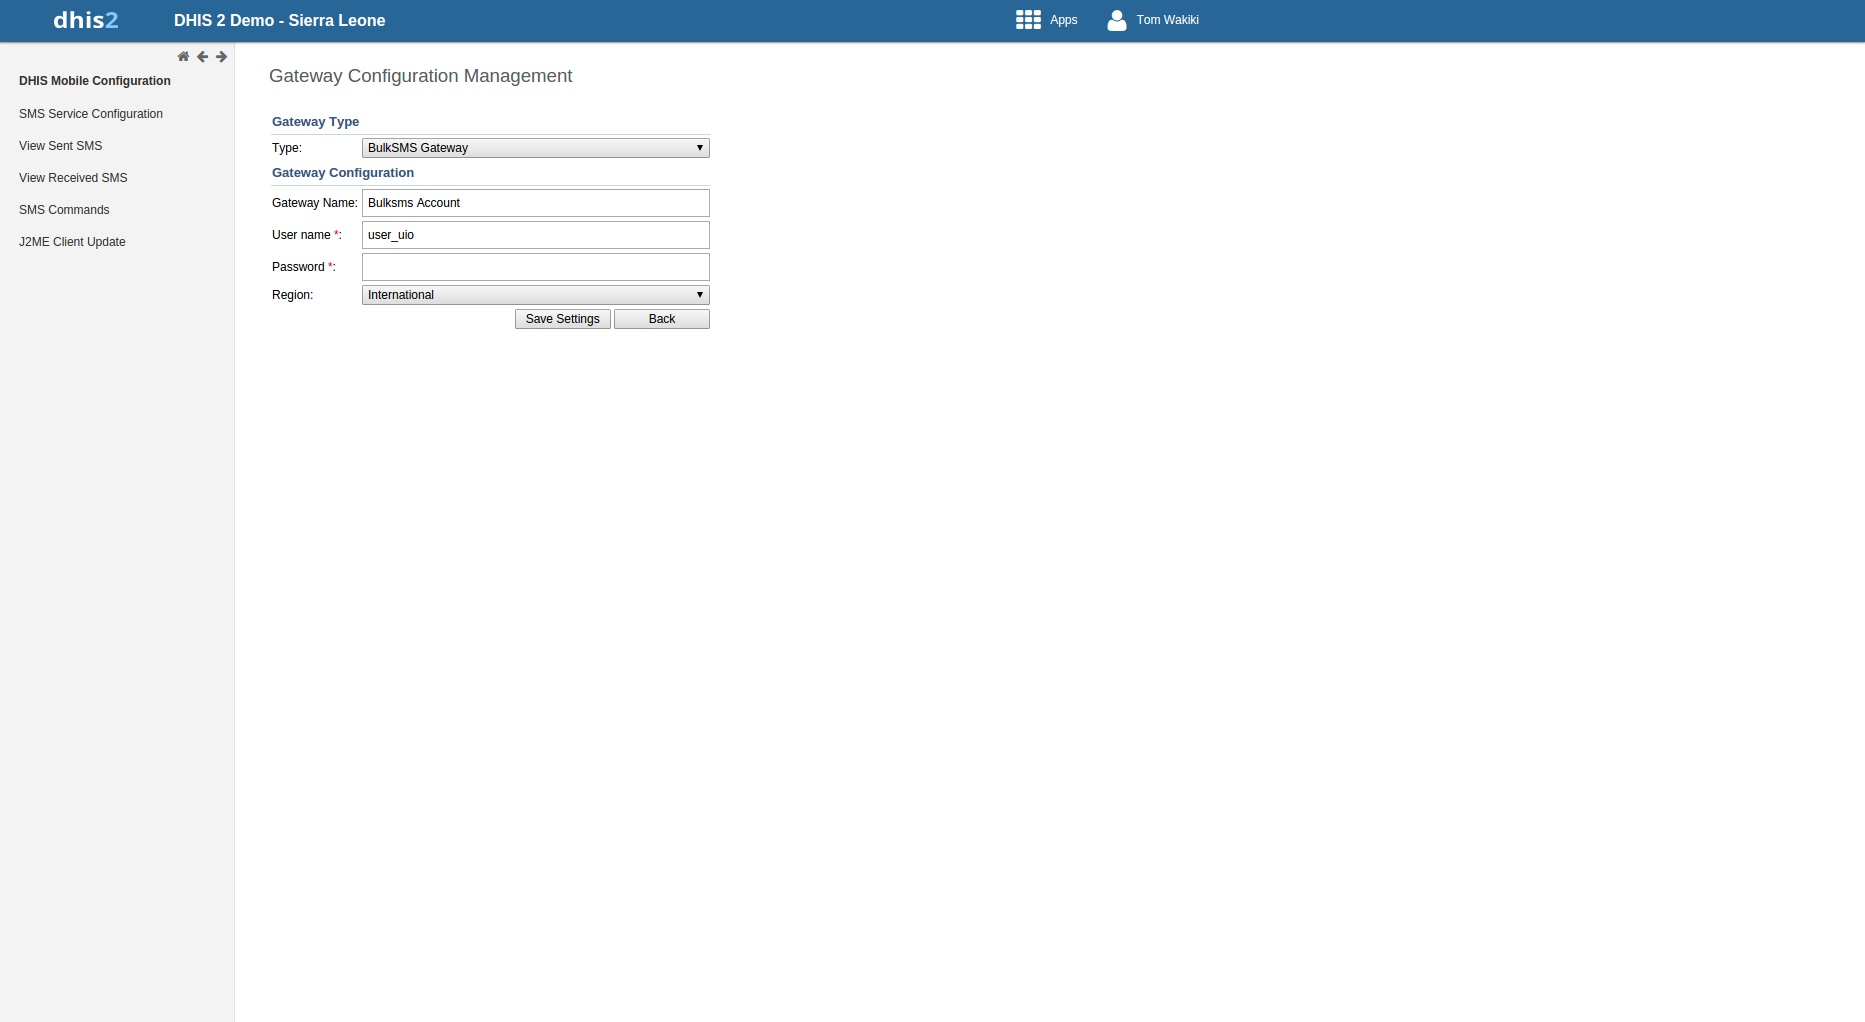 dhis2
DHIS 2 Demo - Sierra Leone
Apps
Tom Wakiki
DHIS Mobile Configuration
SMS Service Configuration
View Sent SMS
View Received SMS
SMS Commands
J2ME Client Update
Gateway Configuration Management
Gateway Type
Type: BulkSMS Gateway
Gateway Configuration
Gateway Name: Bulksms Account
User name *: user_uio
Password *:
Region: International
Save Settings Back